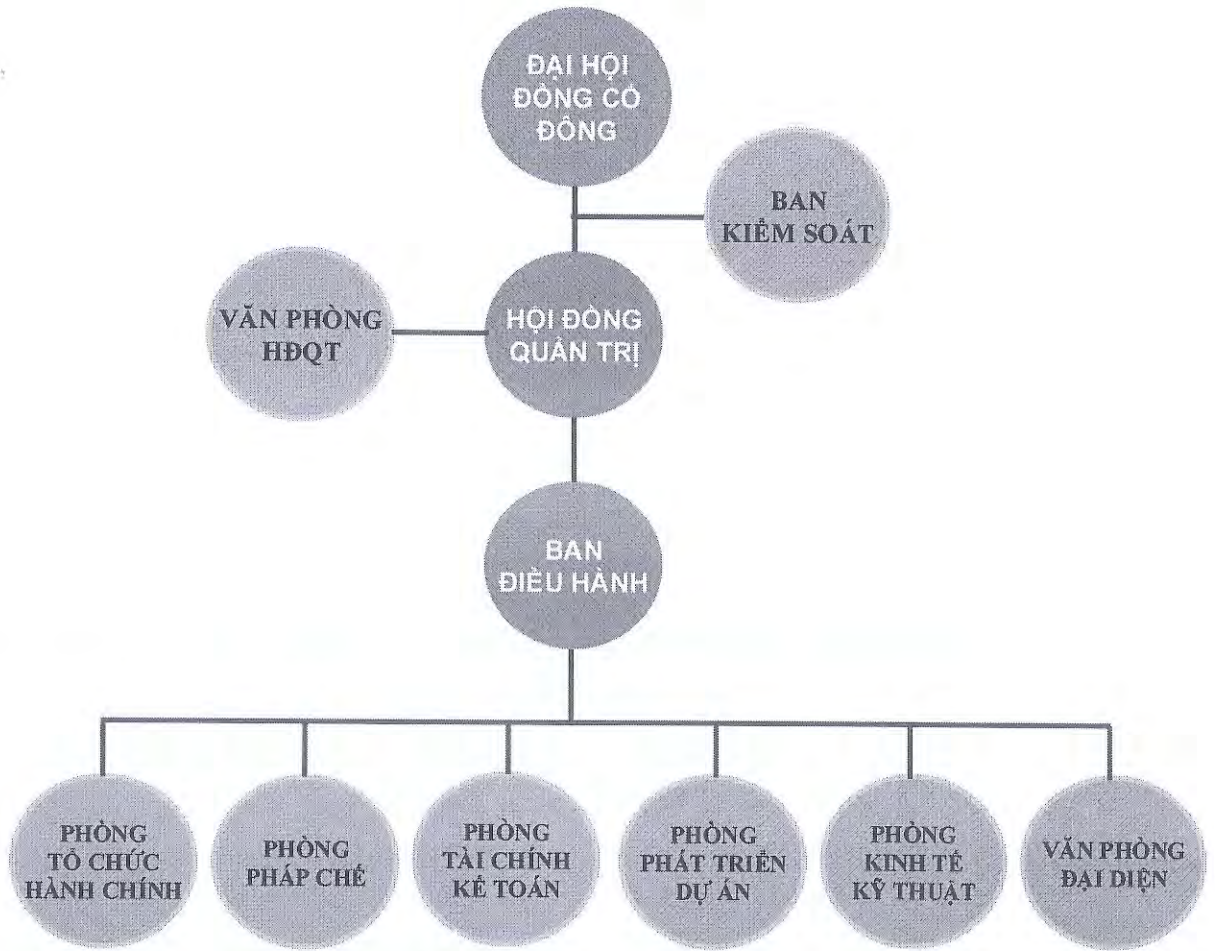 ĐẠI HỘI
ĐỒNG CỔ
ĐÔNG
BAN
KIỂM SOÁT
VĂN PHÒNG
HĐQT
HỘI ĐỒNG
QUẢN TRỊ
BAN
ĐIỀU HÀNH
PHÒNG
TỔ CHỨC
HÀNH CHÍNH
PHÒNG
PHÁP CHẾ
PHÒNG
TÀI CHÍNH
KẾ TOÁN
PHÒNG
PHÁT TRIỂN
DỰ ÁN
PHÒNG
KINH TẾ
KỸ THUẬT
VĂN PHÒNG
ĐẠI DIỆN